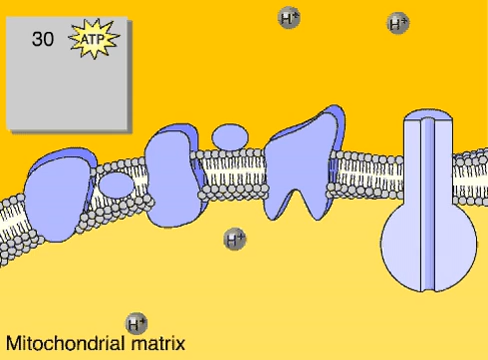 H⁺ H⁺
30 ATP
H⁺
H⁺
Mitochondrial matrix